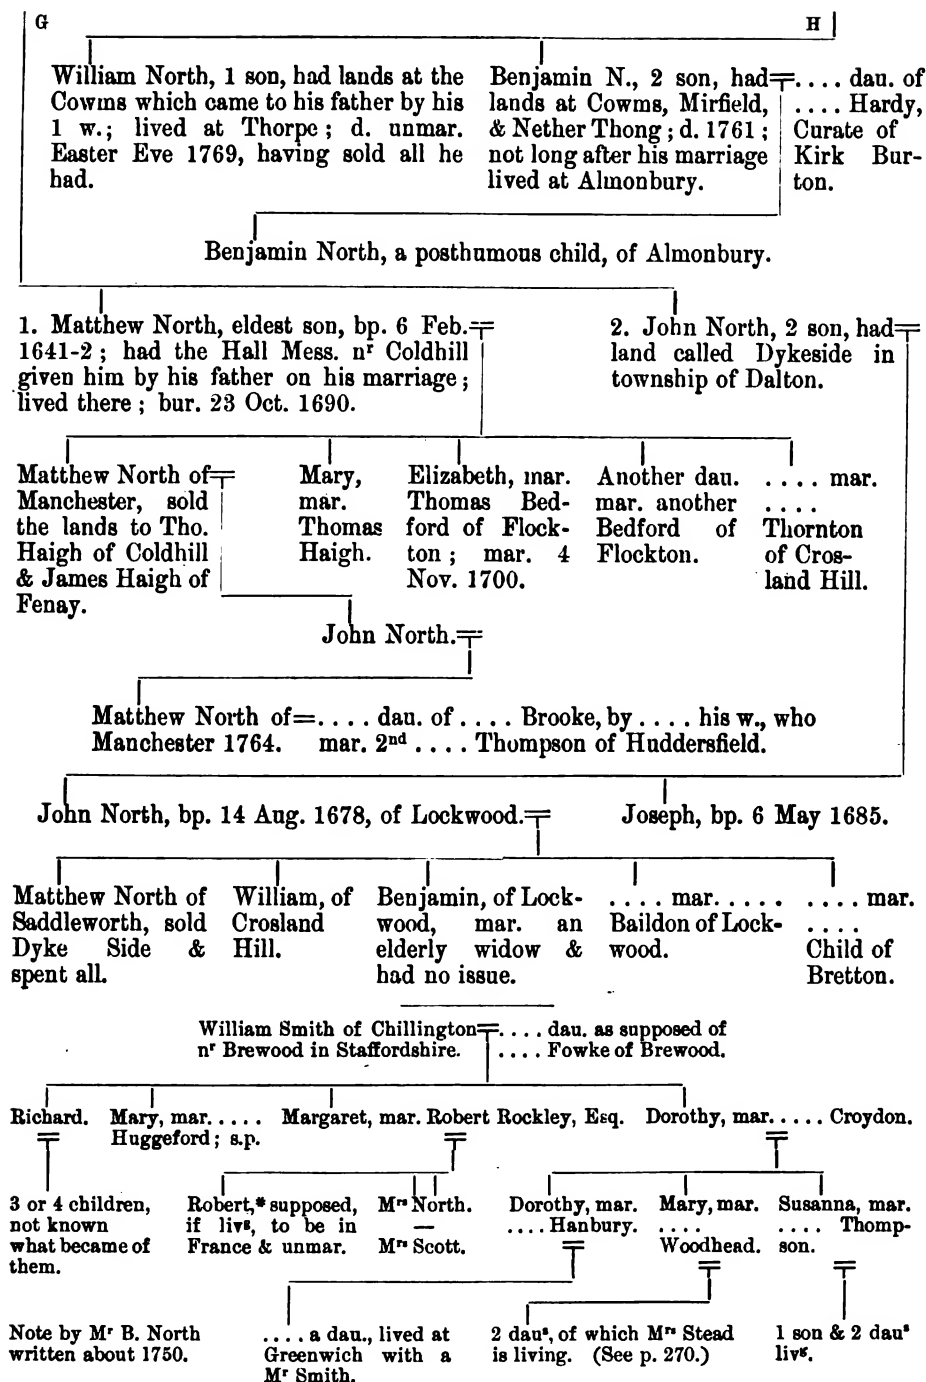 G H
William North, 1 son, had lands at the
Cowms which came to his father by his
1 w.; lived at Thorpe; d. unmar.
Easter Eve 1769, having sold all he
had.
Benjamin N., 2 son, had
lands at Cowms, Mirfield,
& Nether Thong; d. 1761;
not long after his marriage
lived at Almonbury.
.... dau. of
.... Hardy,
Curate of
Kirk Bur-
ton.
Benjamin North, a posthumous child, of Almonbury.
1. Matthew North, eldest son, bp. 6 Feb.
1641-2; had the Hall Mess. nʳ Coldhill
given him by his father on his marriage;
lived there; bur. 23 Oct. 1690.
2. John North, 2 son, had
land called Dykeside in
township of Dalton.
Matthew North of
Manchester, sold
the lands to Tho.
Haigh of Coldhill
& James Haigh of
Fenay.
Mary,
mar.
Thomas
Haigh.
Elizabeth, mar.
Thomas Bed-
ford of Flock-
ton; mar. 4
Nov. 1700.
Another dau.
mar. another
Bedford of
Flockton.
.... mar.
....
Thornton
of Cros-
land Hill.
John North.
Matthew North of=.... dau. of .... Brooke, by .... his w., who
Manchester 1764. mar. 2ⁿᵈ .... Thompson of Huddersfield.
John North, bp. 14 Aug. 1678, of Lockwood.
Joseph, bp. 6 May 1685.
Matthew North of
Saddleworth, sold
Dyke Side &
spent all.
William, of
Crosland
Hill.
Benjamin, of Lock-
wood, mar. an
elderly widow &
had no issue.
.... mar.....
Baildon of Lock-
wood.
.... mar.
....
Child of
Bretton.
William Smith of Chillington
nʳ Brewood in Staffordshire.
.... dau. as supposed of
.... Fowke of Brewood.
Richard.
Mary, mar.....
Huggeford; s.p.
Margaret, mar. Robert Rockley, Esq.
Dorothy, mar..... Croydon.
3 or 4 children,
not known
what became of
them.
Robert,* supposed,
if livᵍ, to be in
France & unmar.
Mʳˢ North.
—
Mʳˢ Scott.
Dorothy, mar.
.... Hanbury.
Mary, mar.
....
Woodhead.
Susanna, mar.
.... Thomp-
son.
Note by Mʳ B. North
written about 1750.
.... a dau., lived at
Greenwich with a
Mʳ Smith.
2 dauˢ, of which Mʳˢ Stead
is living. (See p. 270.)
1 son & 2 dauˢ
livᵍ.